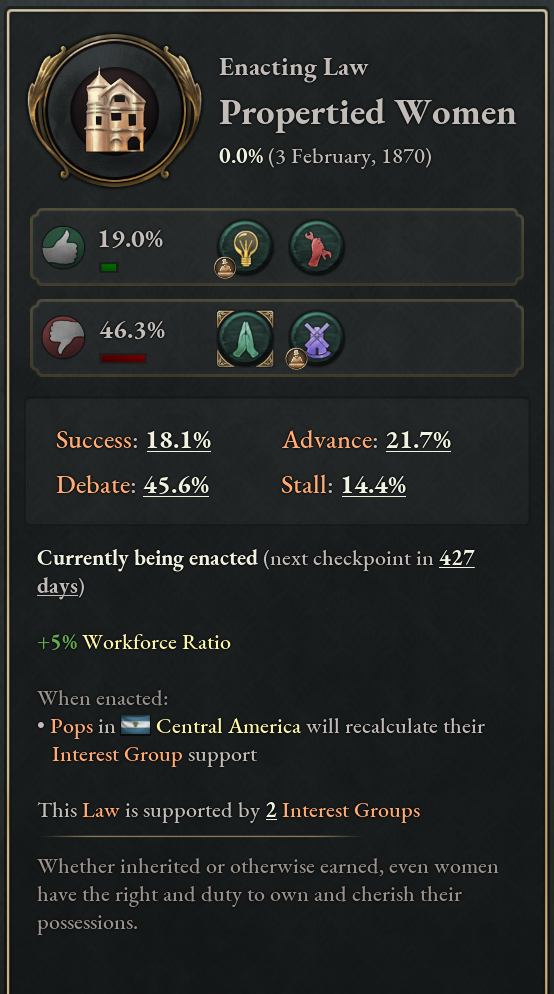 Enacting Law
Propertied Women
0.0% (3 February, 1870)
19.0%
46.3%
Success: 18.1% Advance: 21.7%
Debate: 45.6% Stall: 14.4%
Currently being enacted (next checkpoint in 427
days)
+5% Workforce Ratio
When enacted:
• Pops in Central America will recalculate their
Interest Group support
This Law is supported by 2 Interest Groups
Whether inherited or otherwise earned, even women
have the right and duty to own and cherish their
possessions.